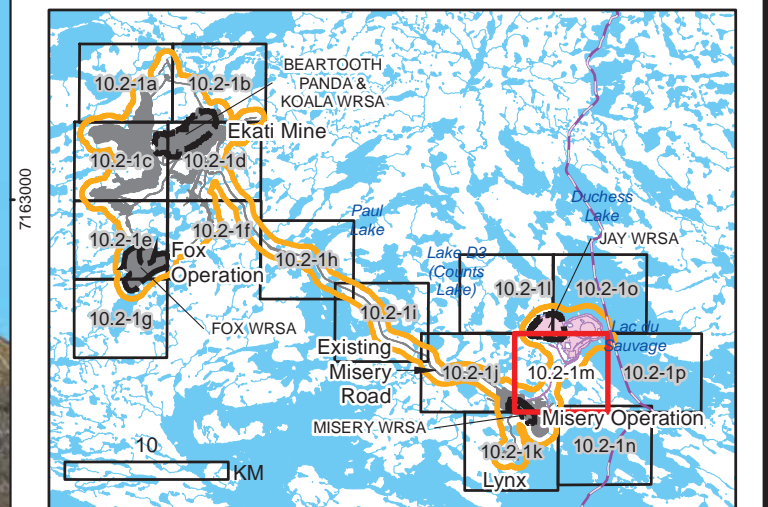 BEARTOOTH
PANDA &
KOALA WRSA
10.2-1a
10.2-1b
Ekati Mine
10.2-1c
10.2-1d
7163000
Duchess
Lake
Paul
Lake
10.2-1e
10.2-1f
JAY WRSA
Fox
Operation
10.2-1h
Lake D3
(Counts
Lake)
10.2-1l
10.2-1o
10.2-1g
10.2-1i
FOX WRSA
Lac du
Sauvage
Existing
Misery
Road
10.2-1j
10.2-1m
10.2-1p
MISERY WRSA
Misery Operation
10.2-1k
10.2-1n
Lynx
10
KM